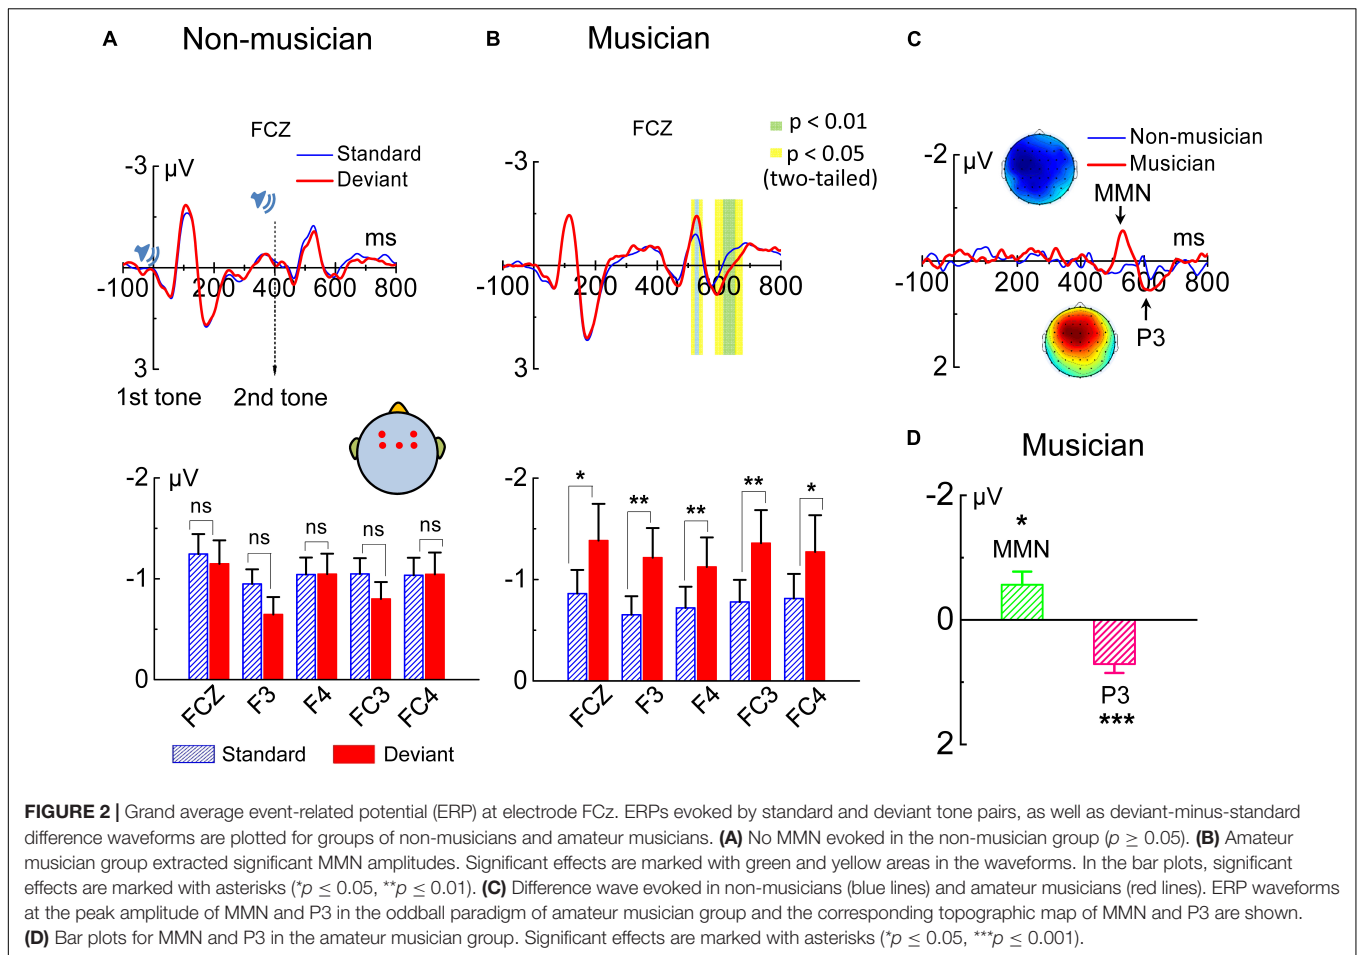 A Non-musician
FCZ
-3
µV
Standard
Deviant
ms
-100 200 400 600 800
3
1st tone 2nd tone
-2
µV
ns ns ns ns ns
-1
0
FCZ F3 F4 FC3 FC4
Standard Deviant
B Musician
FCZ
p < 0.01
p < 0.05
(two-tailed)
-3
µV
ms
-100 200 400 600 800
3
-2
µV
* ** ** ** *
-1
0
FCZ F3 F4 FC3 FC4
C
Non-musician
Musician
-2
µV
MMN
ms
-100 200 400 600 800
P3
2
D Musician
-2
µV
*
MMN
0
P3
***
2
FIGURE 2 | Grand average event-related potential (ERP) at electrode FCz. ERPs evoked by standard and deviant tone pairs, as well as deviant-minus-standard
difference waveforms are plotted for groups of non-musicians and amateur musicians. (A) No MMN evoked in the non-musician group (p ≥ 0.05). (B) Amateur
musician group extracted significant MMN amplitudes. Significant effects are marked with green and yellow areas in the waveforms. In the bar plots, significant
effects are marked with asterisks (*p ≤ 0.05, **p ≤ 0.01). (C) Difference wave evoked in non-musicians (blue lines) and amateur musicians (red lines). ERP waveforms
at the peak amplitude of MMN and P3 in the oddball paradigm of amateur musician group and the corresponding topographic map of MMN and P3 are shown.
(D) Bar plots for MMN and P3 in the amateur musician group. Significant effects are marked with asterisks (*p ≤ 0.05, ***p ≤ 0.001).